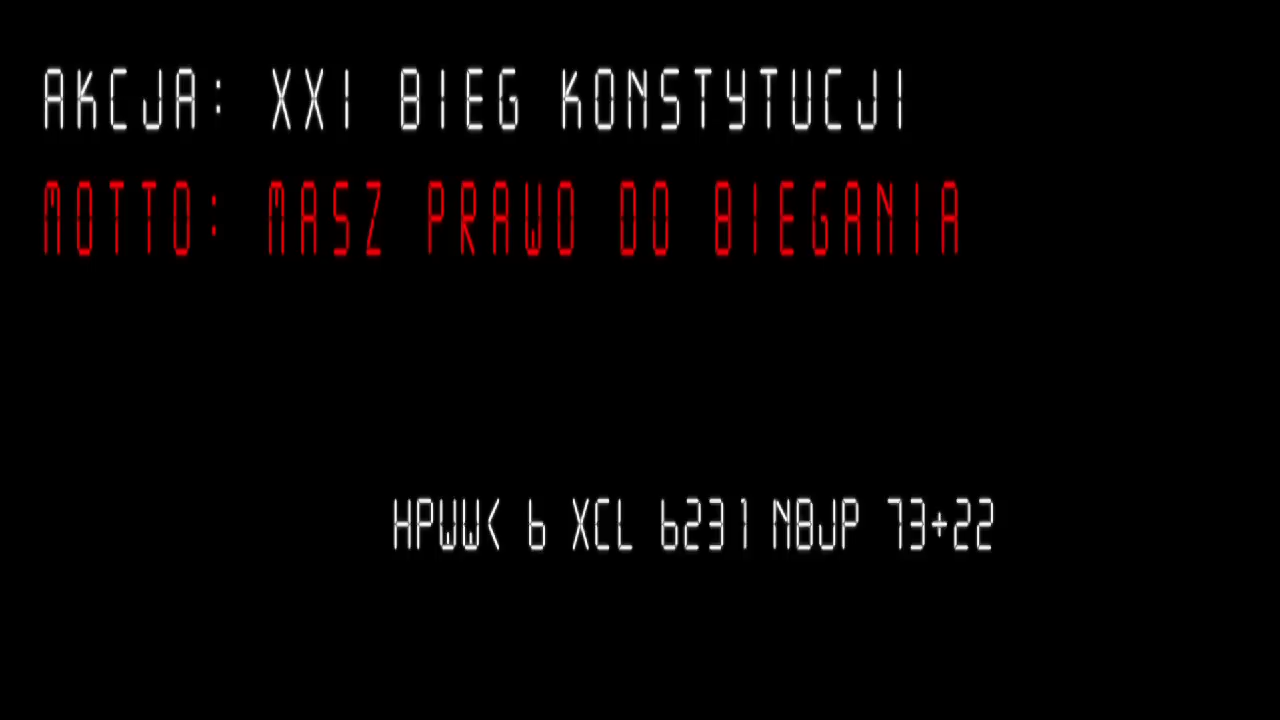 AKCJA: XXI BIEG KONSTYTUCJI
MOTTO: MASZ PRAWO DO BIEGANIA
HPWW< 6 XCL 6231 NBJP 73+22